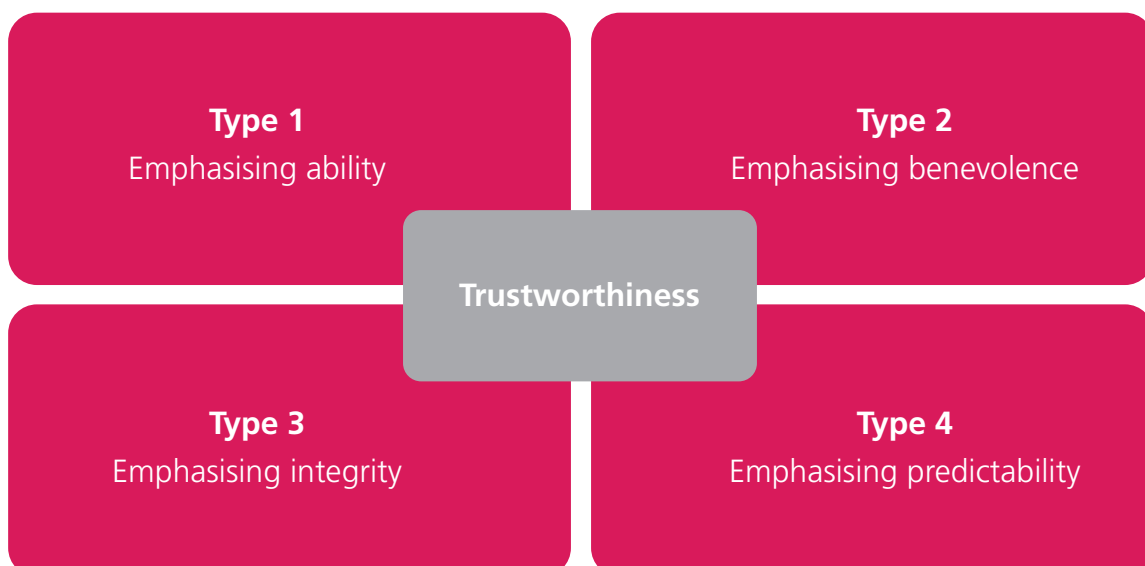 Type 1
Emphasising ability
Type 2
Emphasising benevolence
Trustworthiness
Type 3
Emphasising integrity
Type 4
Emphasising predictability